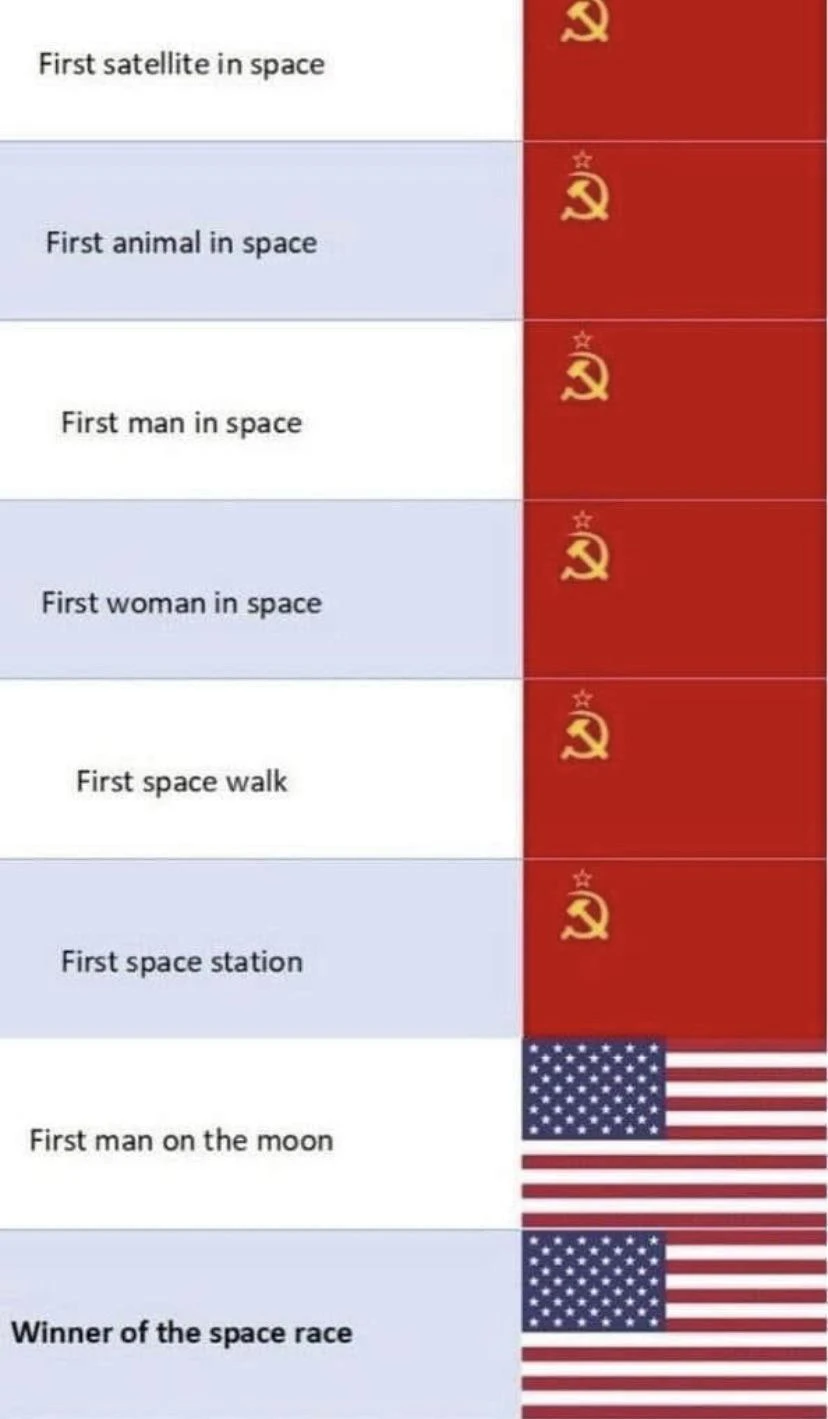 First satellite in space
First animal in space
First man in space
First woman in space
First space walk
First space station
First man on the moon
Winner of the space race